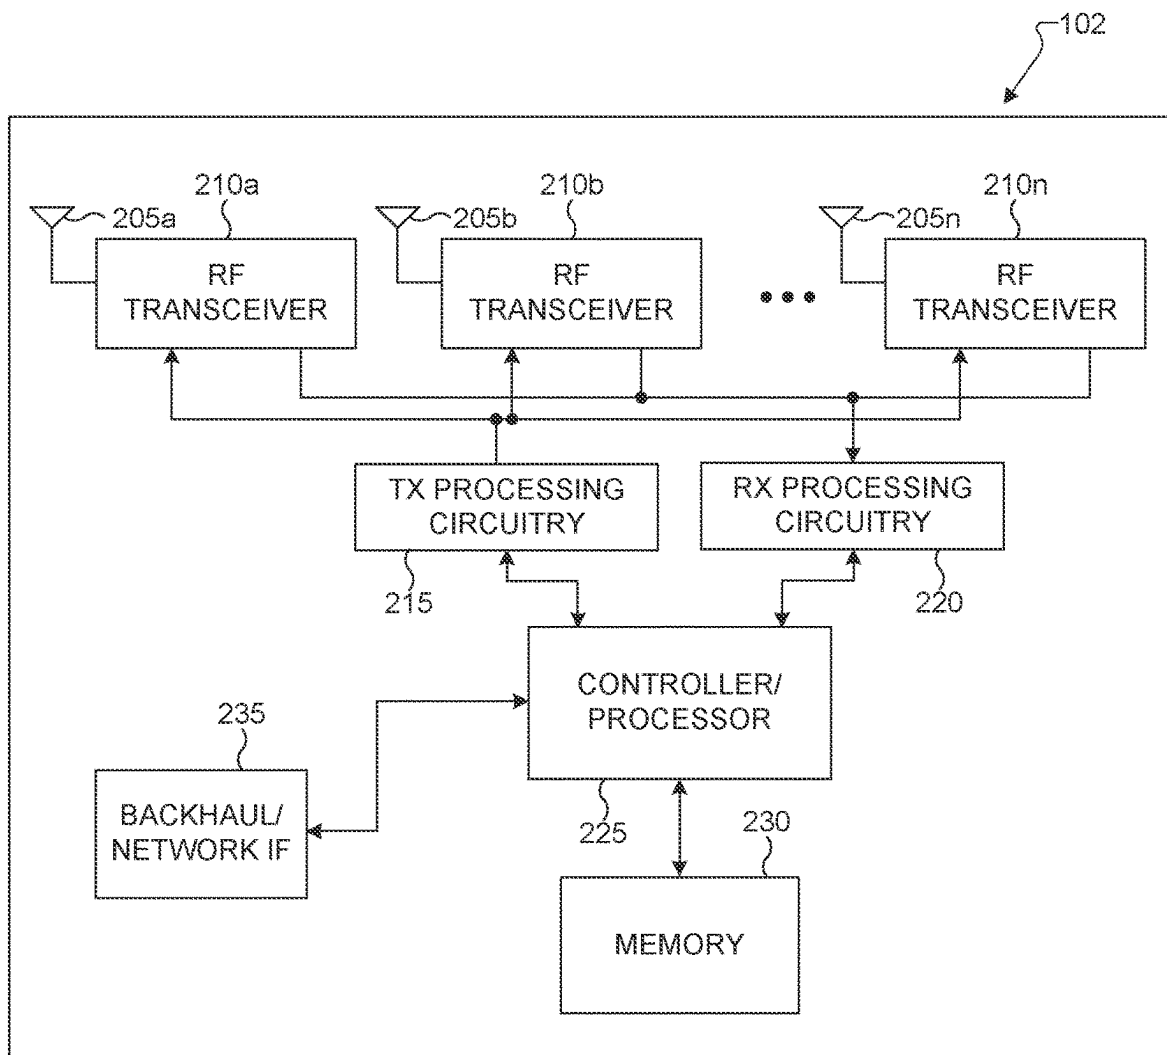 102
210a
210b
210n
205a
205b
205n
RF
TRANSCEIVER
RF
TRANSCEIVER
RF
TRANSCEIVER
TX PROCESSING
CIRCUITRY
RX PROCESSING
CIRCUITRY
215
220
CONTROLLER/
PROCESSOR
235
BACKHAUL/
NETWORK IF
225
230
MEMORY